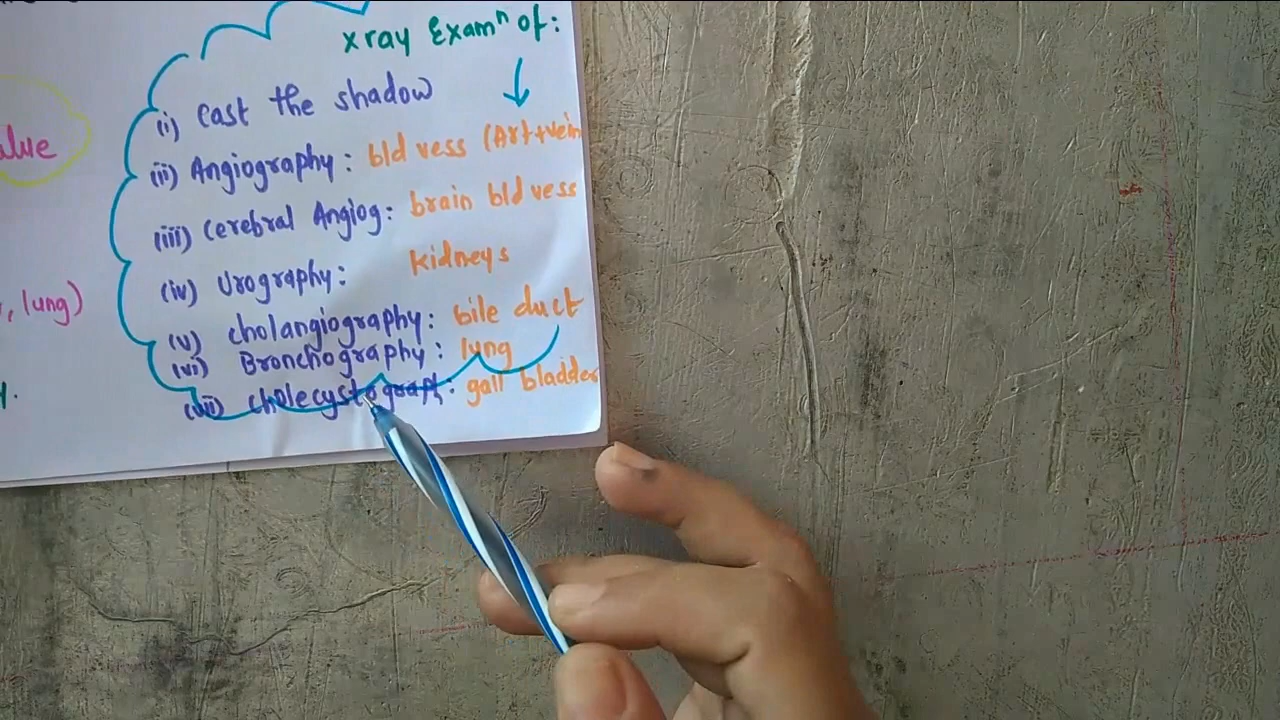 xray Examⁿ of:
(i) Cast the shadow
(ii) Angiography: bld vess (Art+vein
(iii) Cerebral Angiog: brain bld vess
(iv) Urography: kidneys
, lung)
(v) cholangiography: bile duct
(vi) Bronchography: lung
(vii) cholecystograph: gall bladder